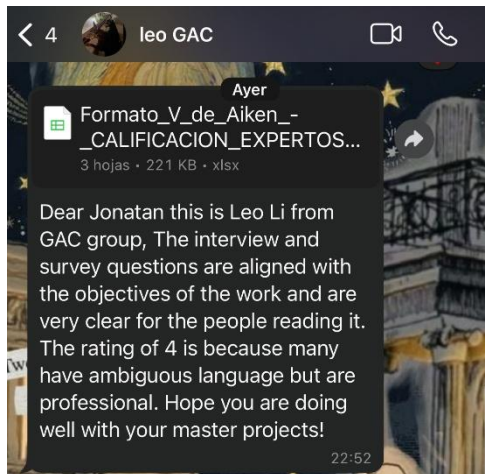 4
leo GAC
Ayer
Formato_V_de_Aiken_-
_CALIFICACION_EXPERTOS...
3 hojas • 221 KB • xlsx
Dear Jonatan this is Leo Li from
GAC group, The interview and
survey questions are aligned with
the objectives of the work and are
very clear for the people reading it.
The rating of 4 is because many
have ambiguous language but are
professional. Hope you are doing
well with your master projects!
22:52